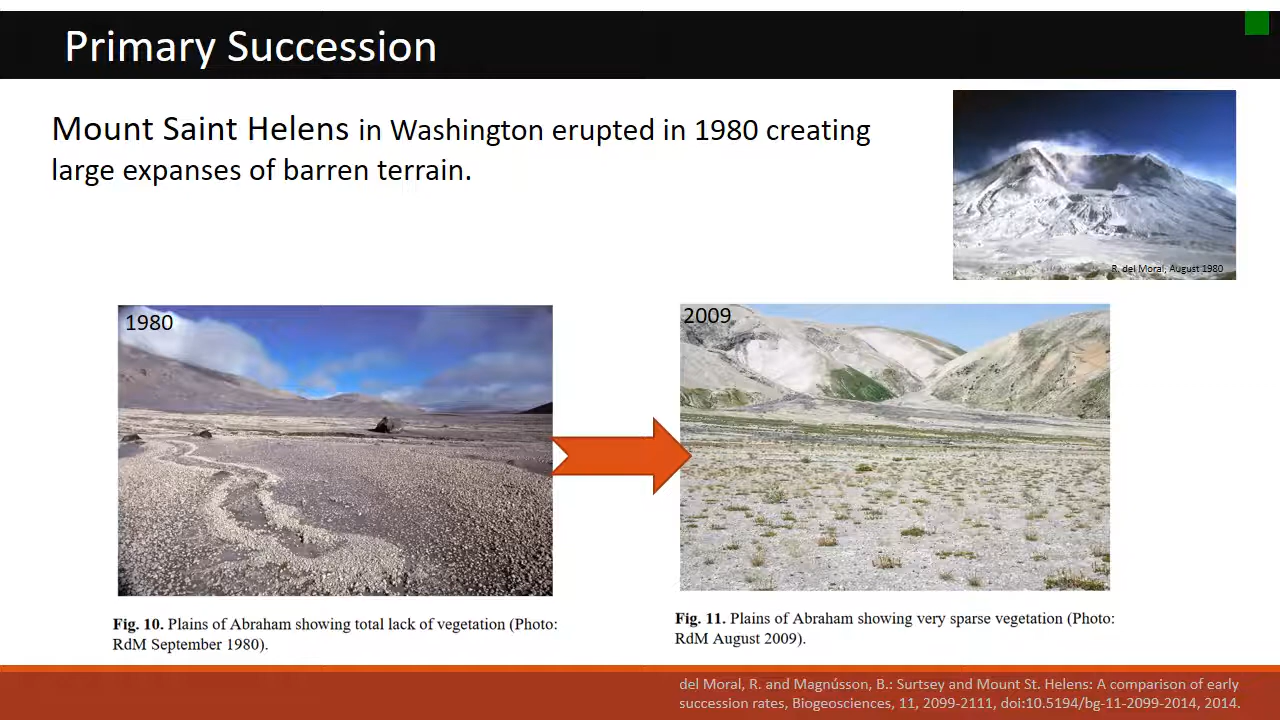 Primary Succession
Mount Saint Helens in Washington erupted in 1980 creating
large expanses of barren terrain.
R. del Moral, August 1980
1980
2009
Fig. 10. Plains of Abraham showing total lack of vegetation (Photo:
RdM September 1980).
Fig. 11. Plains of Abraham showing very sparse vegetation (Photo:
RdM August 2009).
del Moral, R. and Magnússon, B.: Surtsey and Mount St. Helens: A comparison of early
succession rates, Biogeosciences, 11, 2099-2111, doi:10.5194/bg-11-2099-2014, 2014.